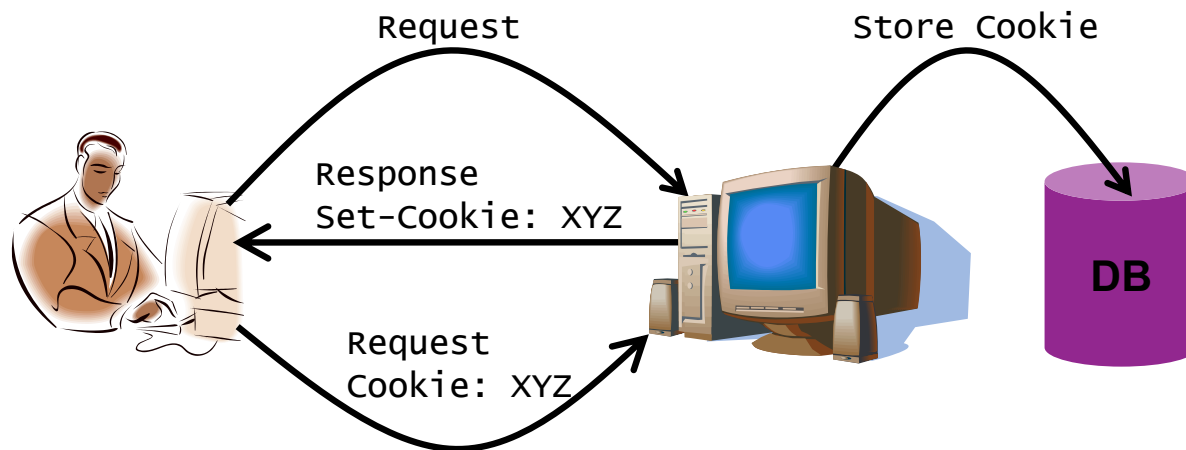 Request
Store Cookie
Response
Set-Cookie: XYZ
DB
Request
Cookie: XYZ